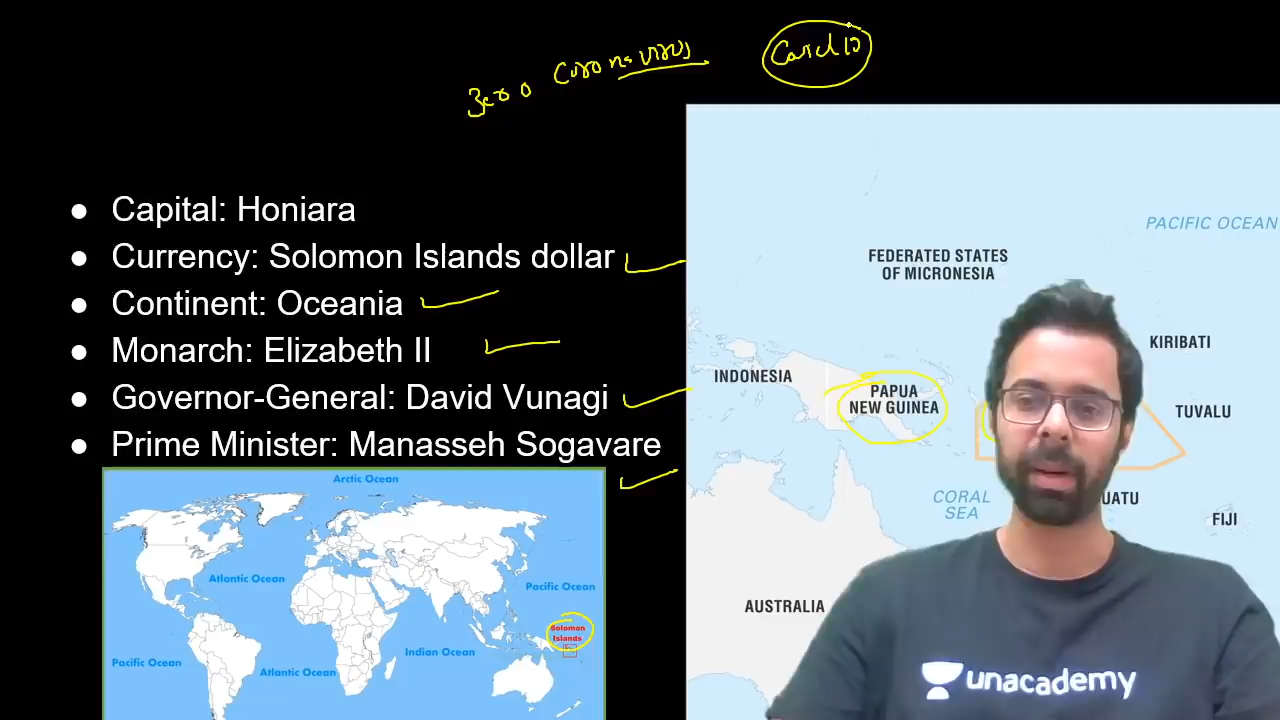 Zero Coronavirus
● Capital: Honiara
● Currency: Solomon Islands dollar
● Continent: Oceania
● Monarch: Elizabeth II
● Governor-General: David Vunagi
● Prime Minister: Manasseh Sogavare
Arctic Ocean
Atlantic Ocean
Pacific Ocean
Solomon
Islands
Indian Ocean
Pacific Ocean
Atlantic Ocean
PACIFIC OCEAN
FEDERATED STATES
OF MICRONESIA
KIRIBATI
INDONESIA
PAPUA
NEW GUINEA
TUVALU
CORAL
SEA
UATU
FIJI
AUSTRALIA
unacademy